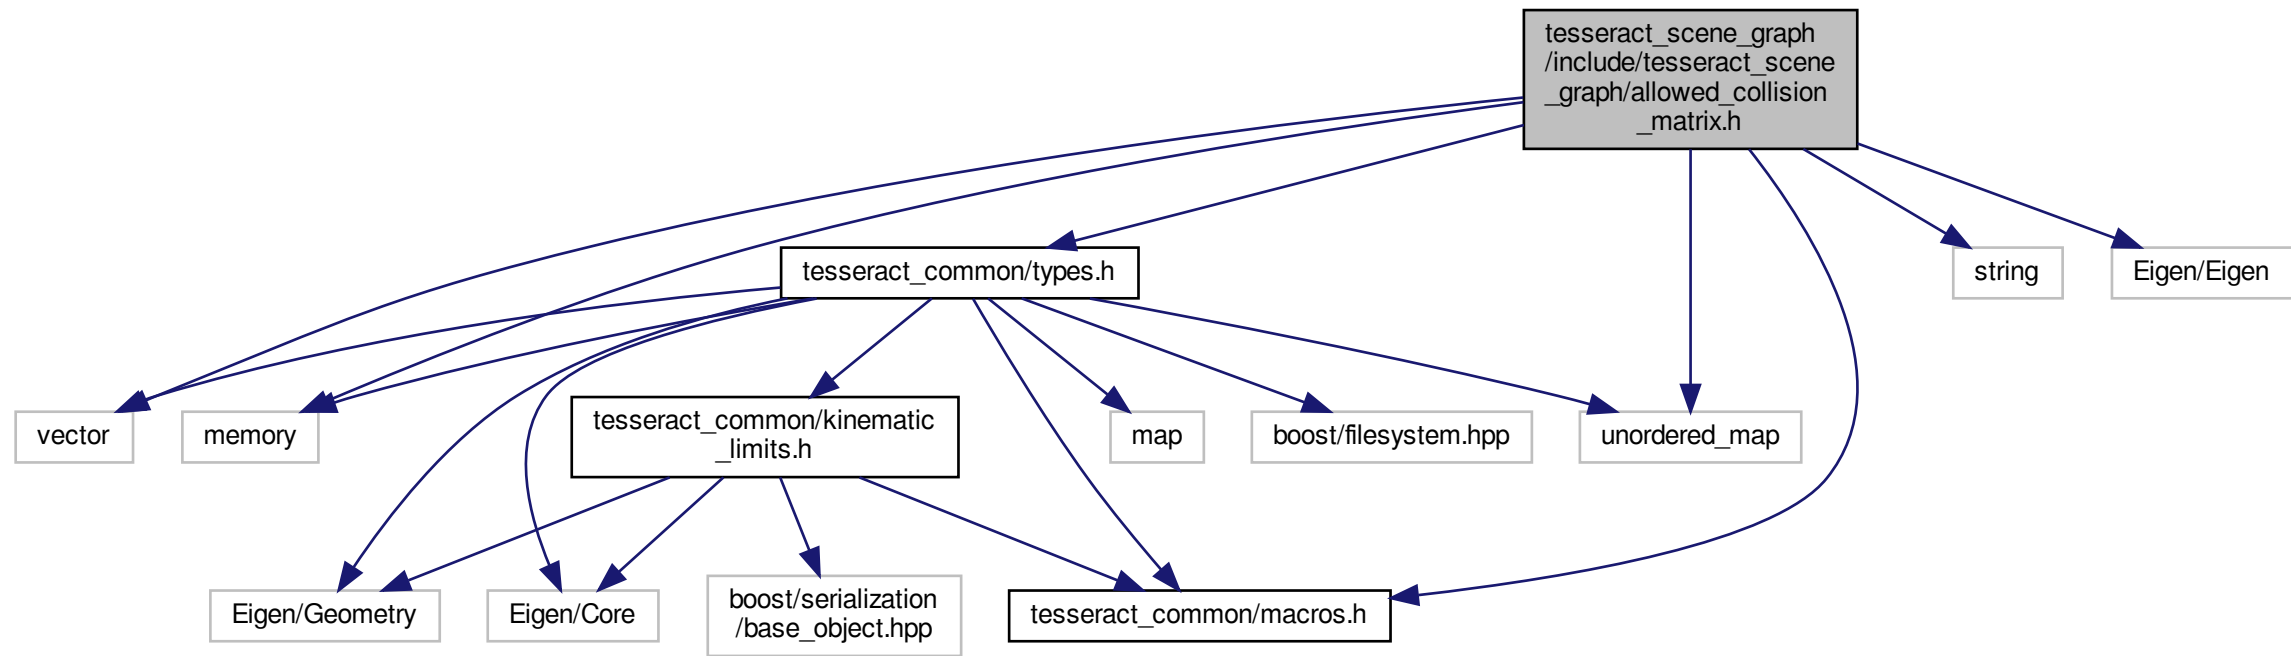 tesseract_scene_graph
/include/tesseract_scene
_graph/allowed_collision
_matrix.h
tesseract_common/types.h
string
Eigen/Eigen
vector
memory
tesseract_common/kinematic
_limits.h
map
boost/filesystem.hpp
unordered_map
Eigen/Geometry
Eigen/Core
boost/serialization
/base_object.hpp
tesseract_common/macros.h